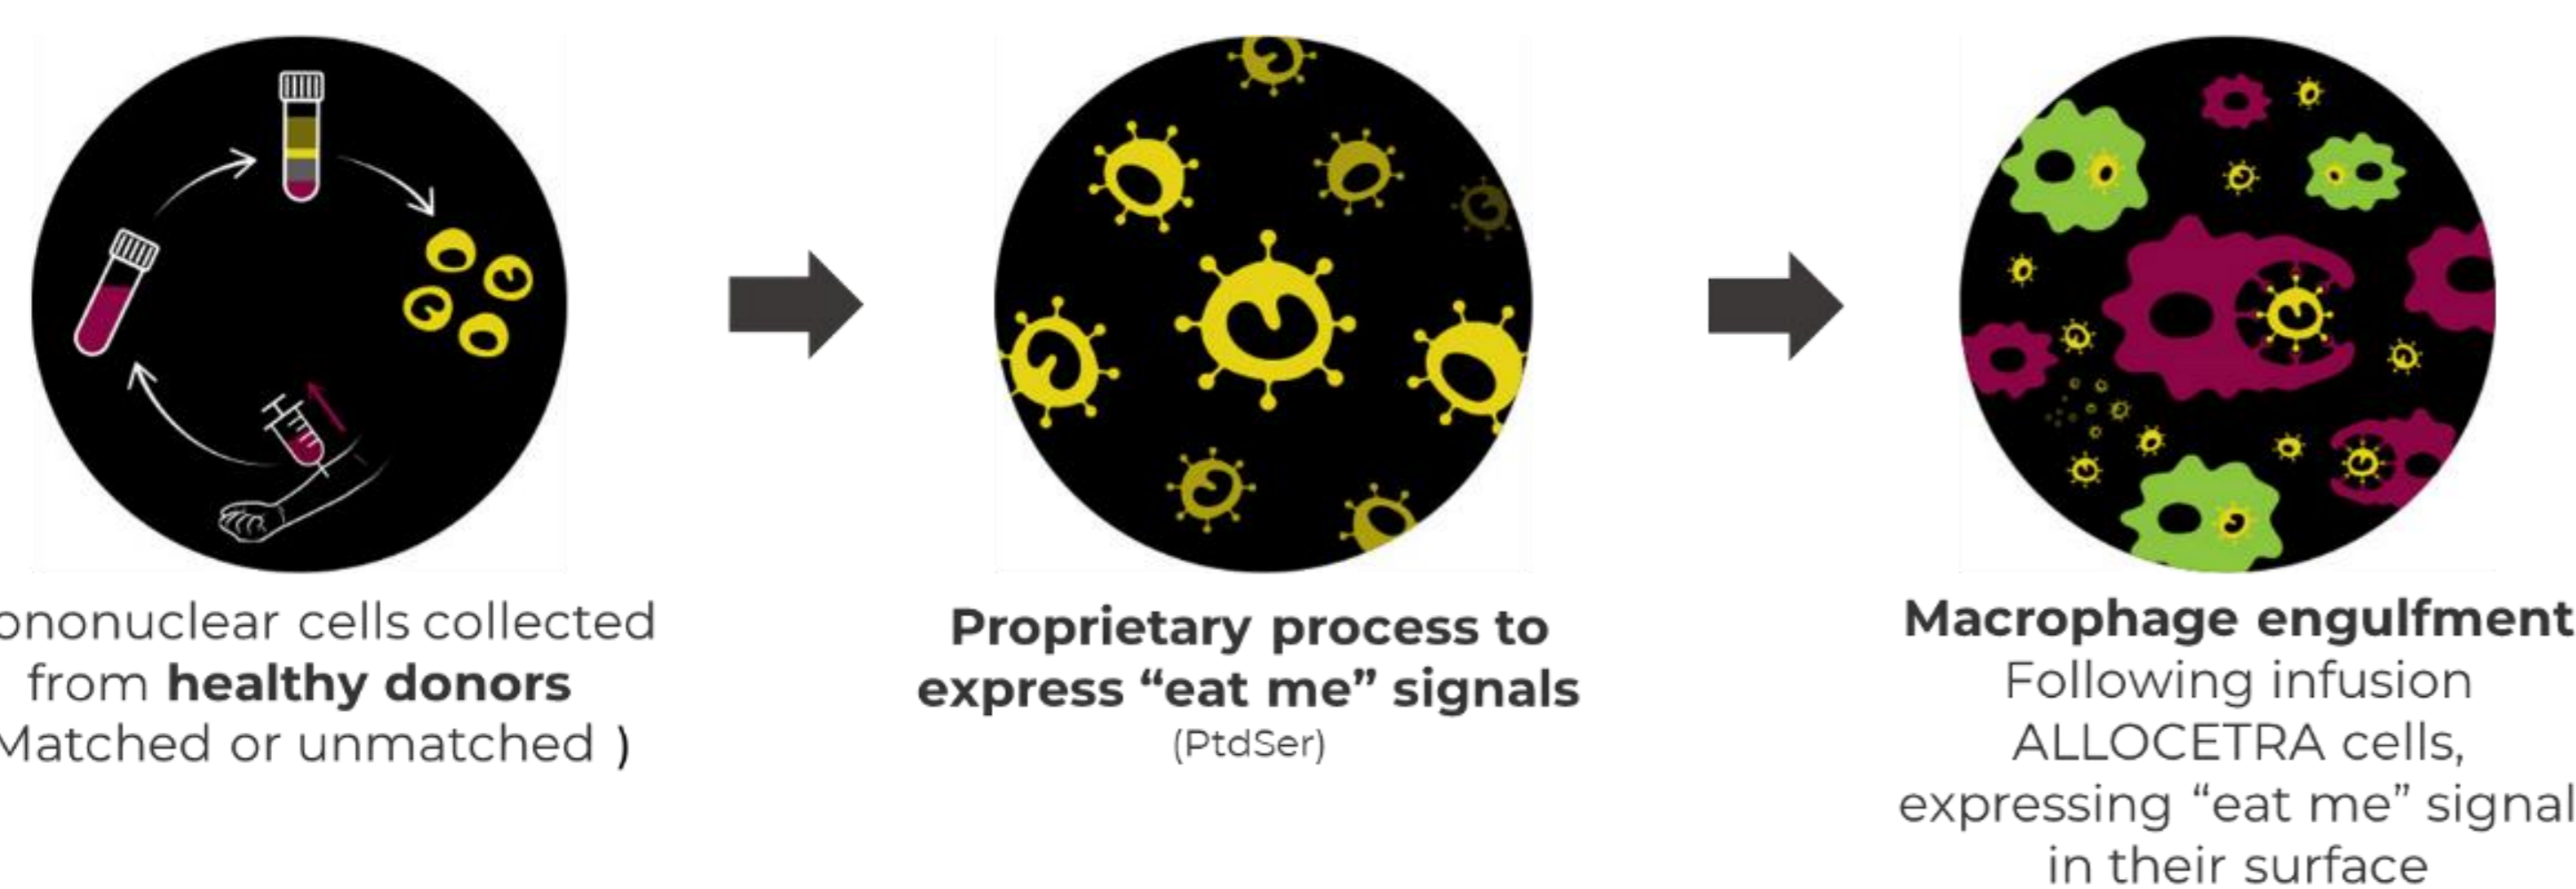 ononuclear cells collected
from healthy donors
Matched or unmatched )
Proprietary process to
express “eat me” signals
(PtdSer)
Macrophage engulfment
Following infusion
ALLOCETRA cells,
expressing “eat me” signal
in their surface